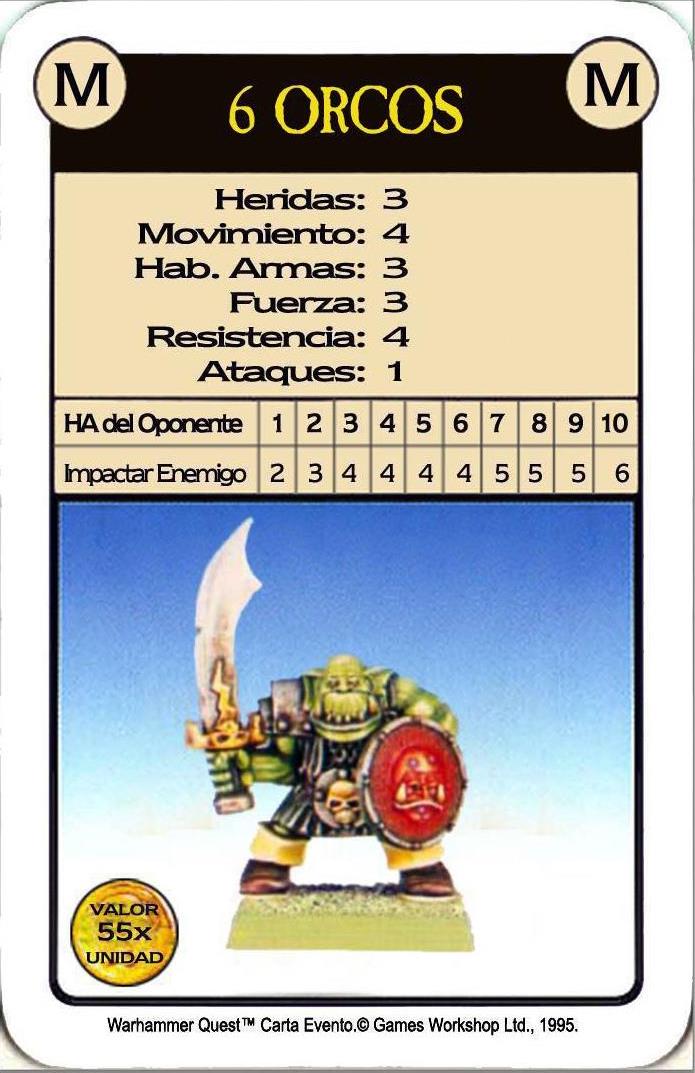 M 6 ORCOS M
Heridas: 3
Movimiento: 4
Hab. Armas: 3
Fuerza: 3
Resistencia: 4
Ataques: 1
HA del Oponente 1 2 3 4 5 6 7 8 9 10
Impactar Enemigo 2 3 4 4 4 4 5 5 5 6
VALOR
55x
UNIDAD
Warhammer Quest™ Carta Evento.© Games Workshop Ltd., 1995.